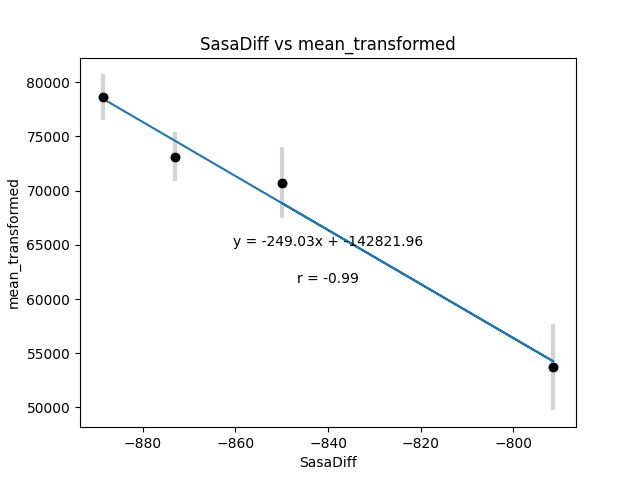 SasaDiff vs mean_transformed
mean_transformed
80000
75000
70000
65000
60000
55000
50000
y = -249.03x + -142821.96
r = -0.99
−880
−860
−840
−820
−800
SasaDiff